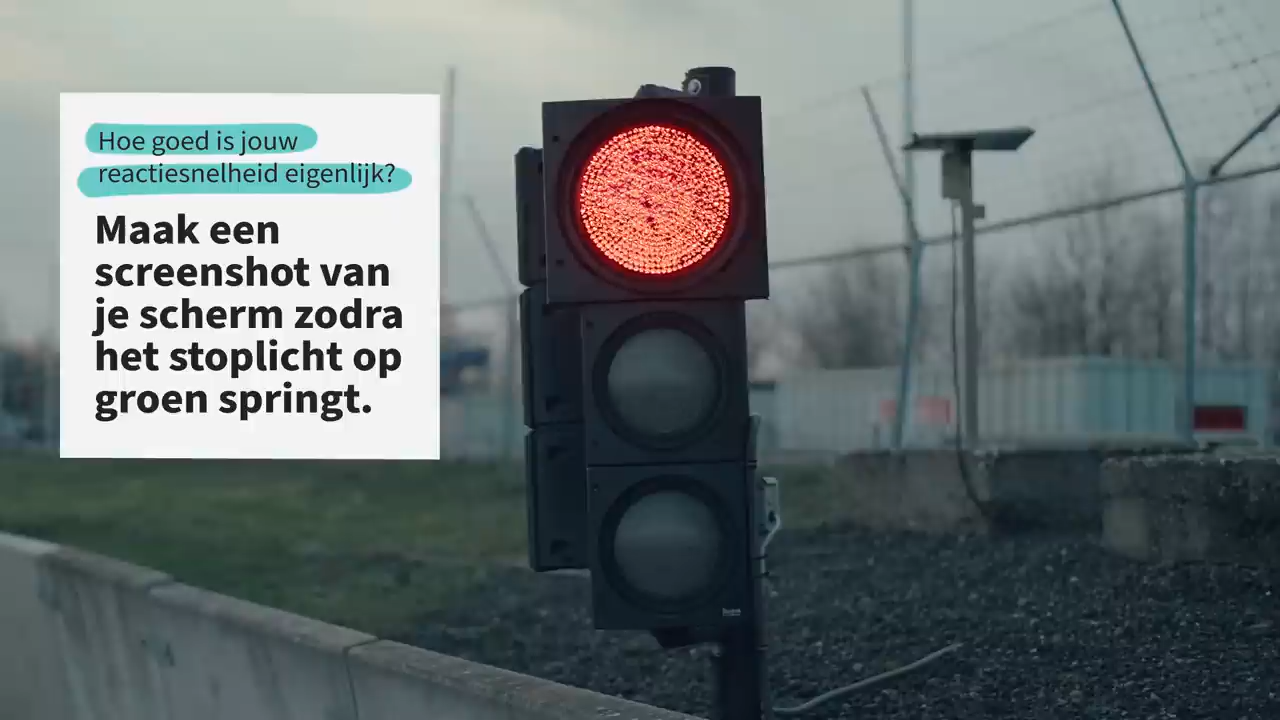 Hoe goed is jouw
reactiesnelheid eigenlijk?
Maak een
screenshot van
je scherm zodra
het stoplicht op
groen springt.